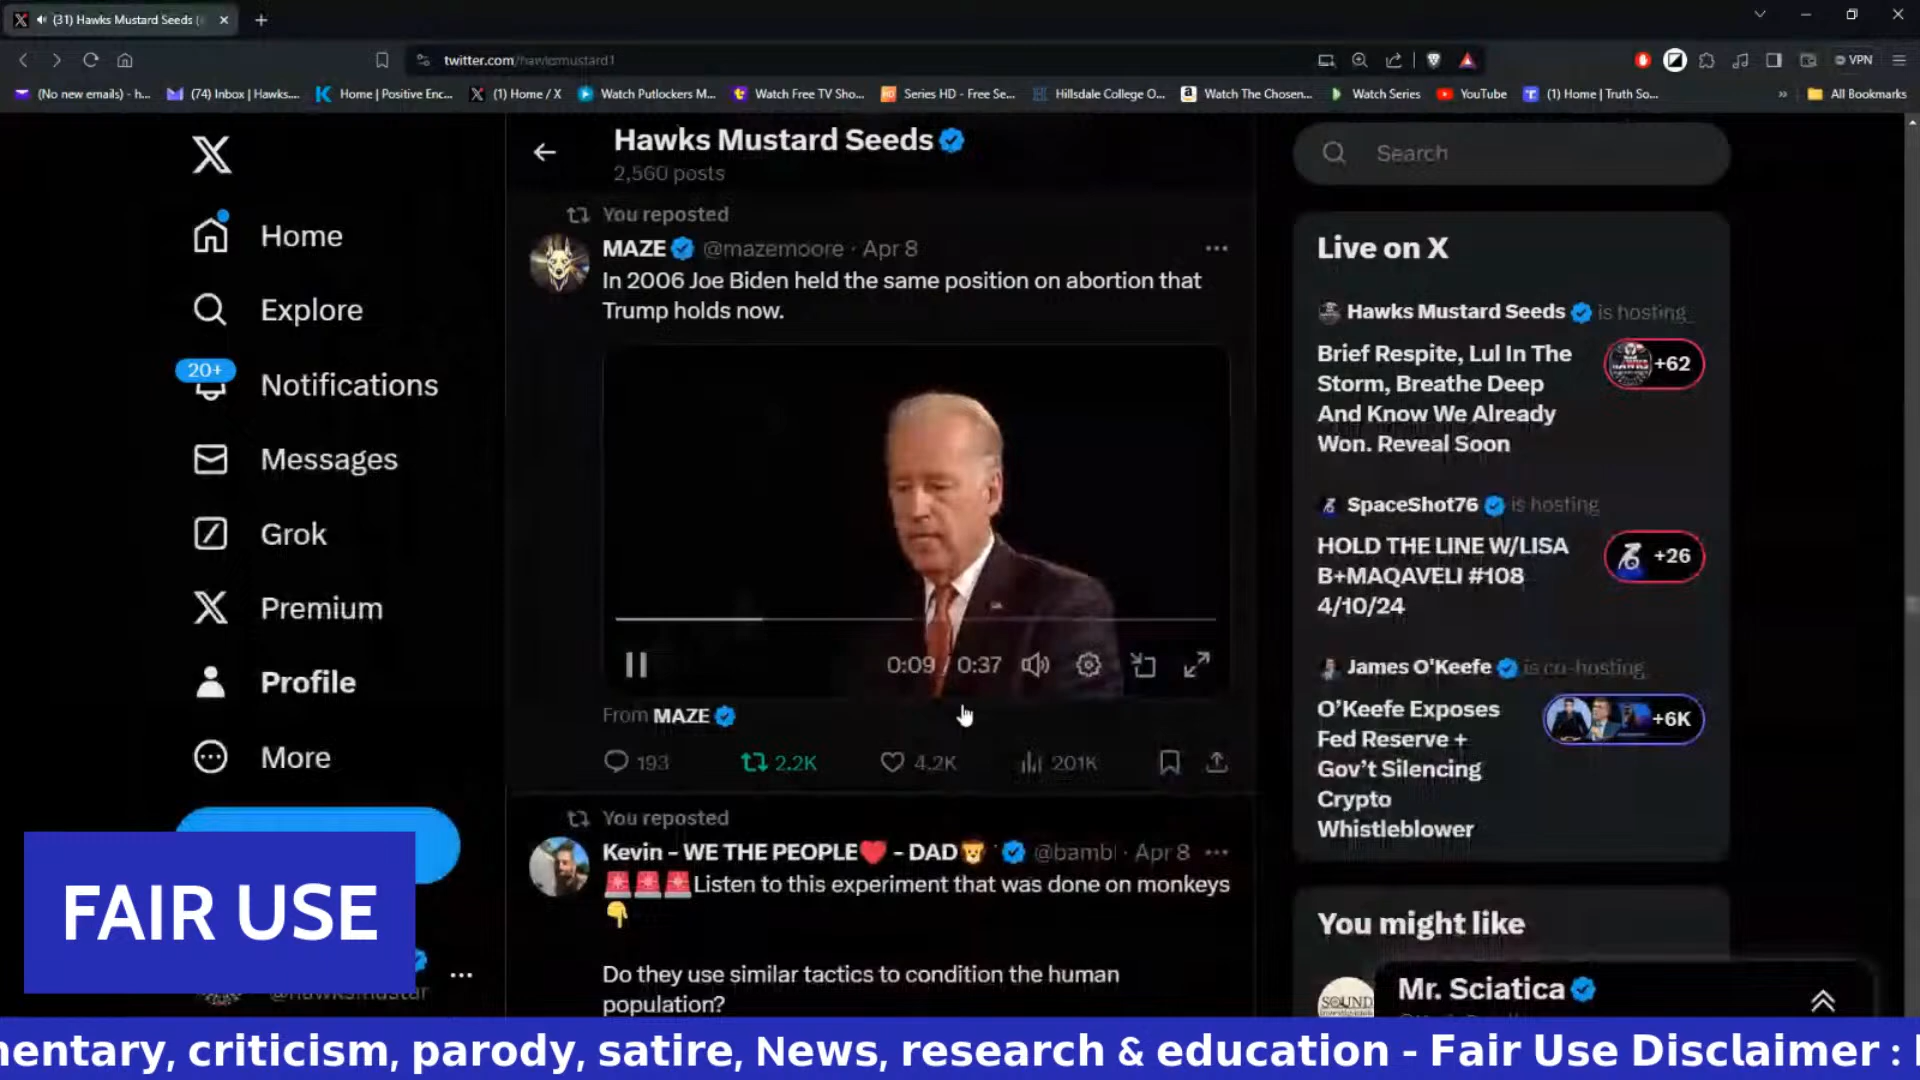 (31) Hawks Mustard Seeds (
twitter.com/hawksmustard1
VPN
(No new emails) - h...
(74) Inbox | Hawks....
Home | Positive Enc...
(1) Home / X
Watch Putlockers M...
Watch Free TV Sho...
Series HD - Free Se...
Hillsdale College O...
Watch The Chosen...
Watch Series
YouTube
(1) Home | Truth So...
All Bookmarks
Home
Explore
20+
Notifications
Messages
Grok
Premium
Profile
More
Hawks Mustard Seeds
2,560 posts
You reposted
MAZE @mazemoore · Apr 8
In 2006 Joe Biden held the same position on abortion that
Trump holds now.
0:09 / 0:37
From MAZE
193
2.2K
4.2K
201K
You reposted
Kevin - WE THE PEOPLE❤️ - DAD🦁 @bambl · Apr 8
🚨🚨🚨Listen to this experiment that was done on monkeys
👇
Do they use similar tactics to condition the human
population?
Search
Live on X
Hawks Mustard Seeds is hosting
Brief Respite, Lul In The
Storm, Breathe Deep
And Know We Already
Won. Reveal Soon
+62
SpaceShot76 is hosting
HOLD THE LINE W/LISA
B+MAQAVELI #108
4/10/24
+26
James O'Keefe is co-hosting
O'Keefe Exposes
Fed Reserve +
Gov't Silencing
Crypto
Whistleblower
+6K
You might like
SOUND
Mr. Sciatica
FAIR USE
@hawksmustar
nentary, criticism, parody, satire, News, research & education - Fair Use Disclaimer :